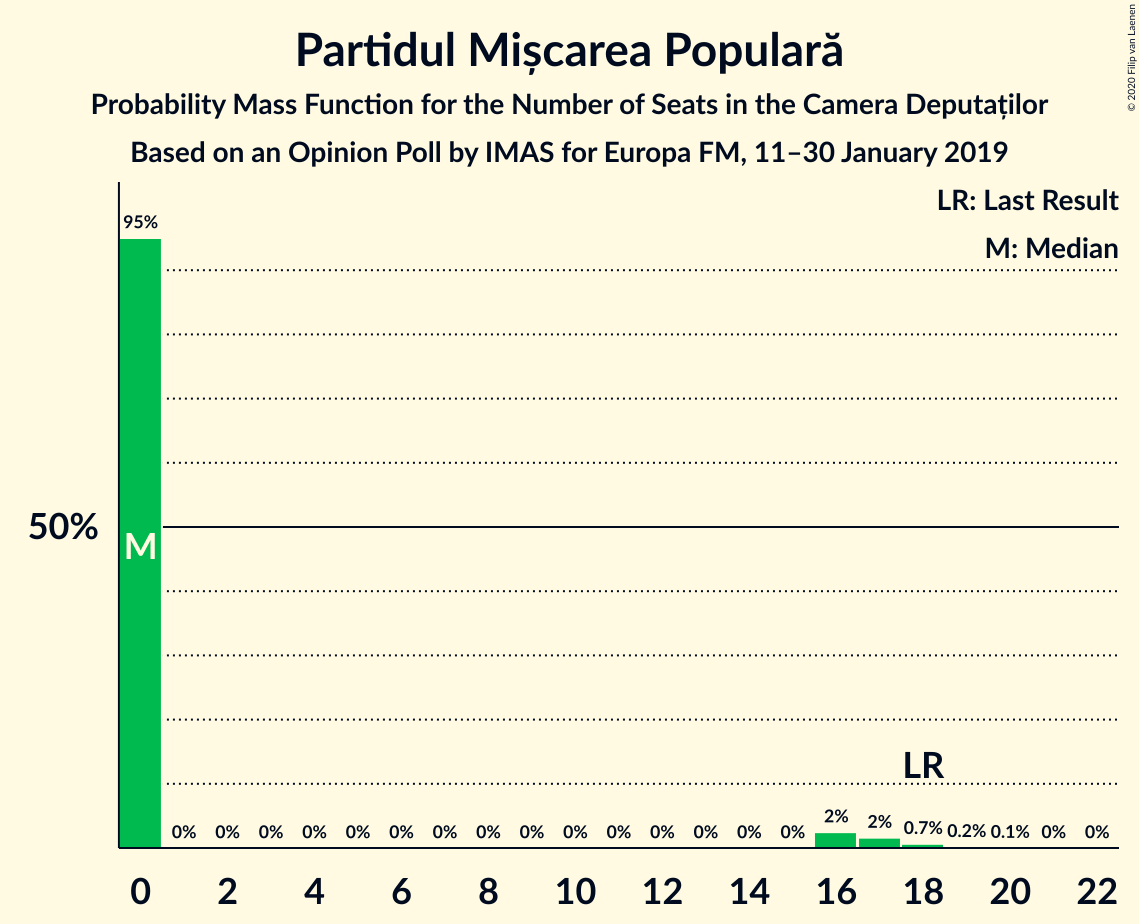 Partidul Mișcarea Populară
Probability Mass Function for the Number of Seats in the Camera Deputaților
Based on an Opinion Poll by IMAS for Europa FM, 11–30 January 2019
© 2020 Filip van Laenen
LR: Last Result
M: Median
95%
50%
M
LR
0% 0% 0% 0% 0% 0% 0% 0% 0% 0% 0% 0% 0% 0% 0% 2% 2% 0.7% 0.2% 0.1% 0% 0%
0 2 4 6 8 10 12 14 16 18 20 22